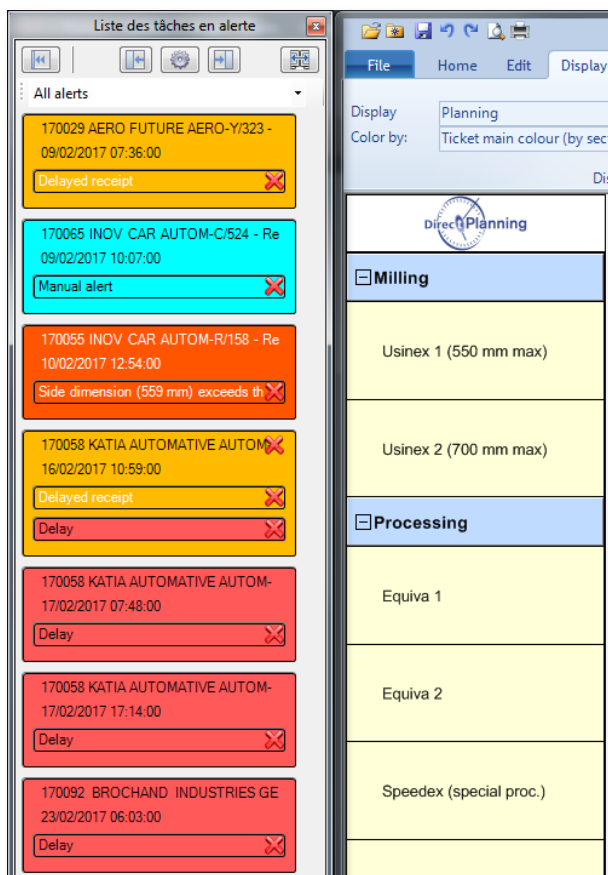 Liste des tâches en alerte
All alerts
170029 AERO FUTURE AERO-Y/323 -
09/02/2017 07:36:00
Delayed receipt
170065 INOV CAR AUTOM-C/524 - Re
09/02/2017 10:07:00
Manual alert
170055 INOV CAR AUTOM-R/158 - Re
10/02/2017 12:54:00
Side dimension (559 mm) exceeds th
170058 KATIA AUTOMATIVE AUTOM-
16/02/2017 10:59:00
Delayed receipt
Delay
170058 KATIA AUTOMATIVE AUTOM-
17/02/2017 07:48:00
Delay
170058 KATIA AUTOMATIVE AUTOM-
17/02/2017 17:14:00
Delay
170092 BROCHAND INDUSTRIES GE
23/02/2017 06:03:00
Delay
File Home Edit Display
Display Planning
Color by: Ticket main colour (by sec
Dis
Direct Planning
Milling
Usinex 1 (550 mm max)
Usinex 2 (700 mm max)
Processing
Equiva 1
Equiva 2
Speedex (special proc.)